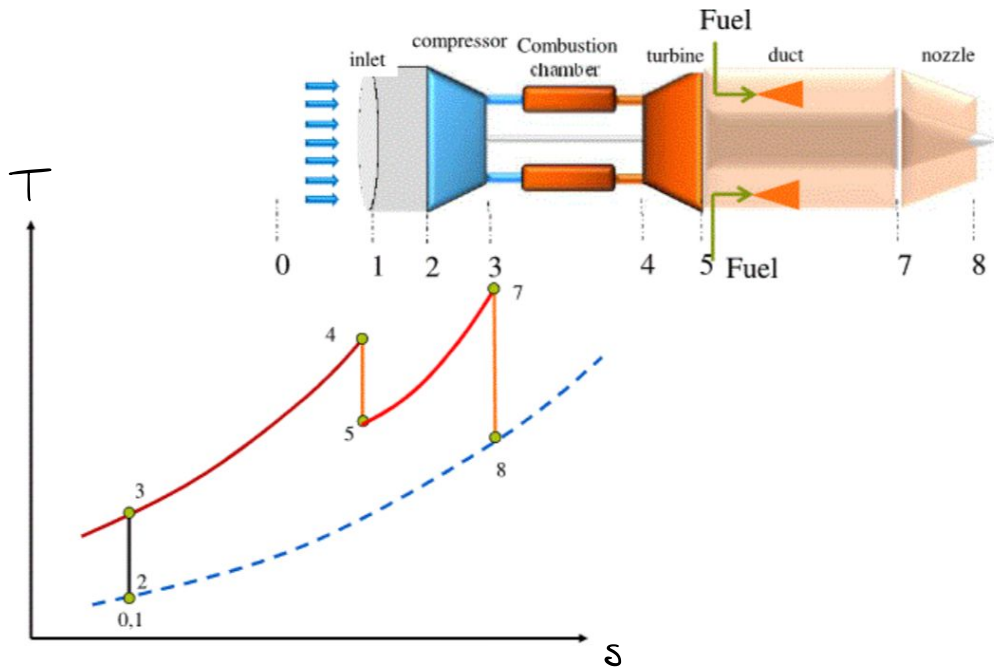 Fuel
compressor
Combustion
chamber
turbine
duct
nozzle
inlet
T
0
1
2
3
4
5
Fuel
7
8
4
7
5
8
3
2
0,1
s